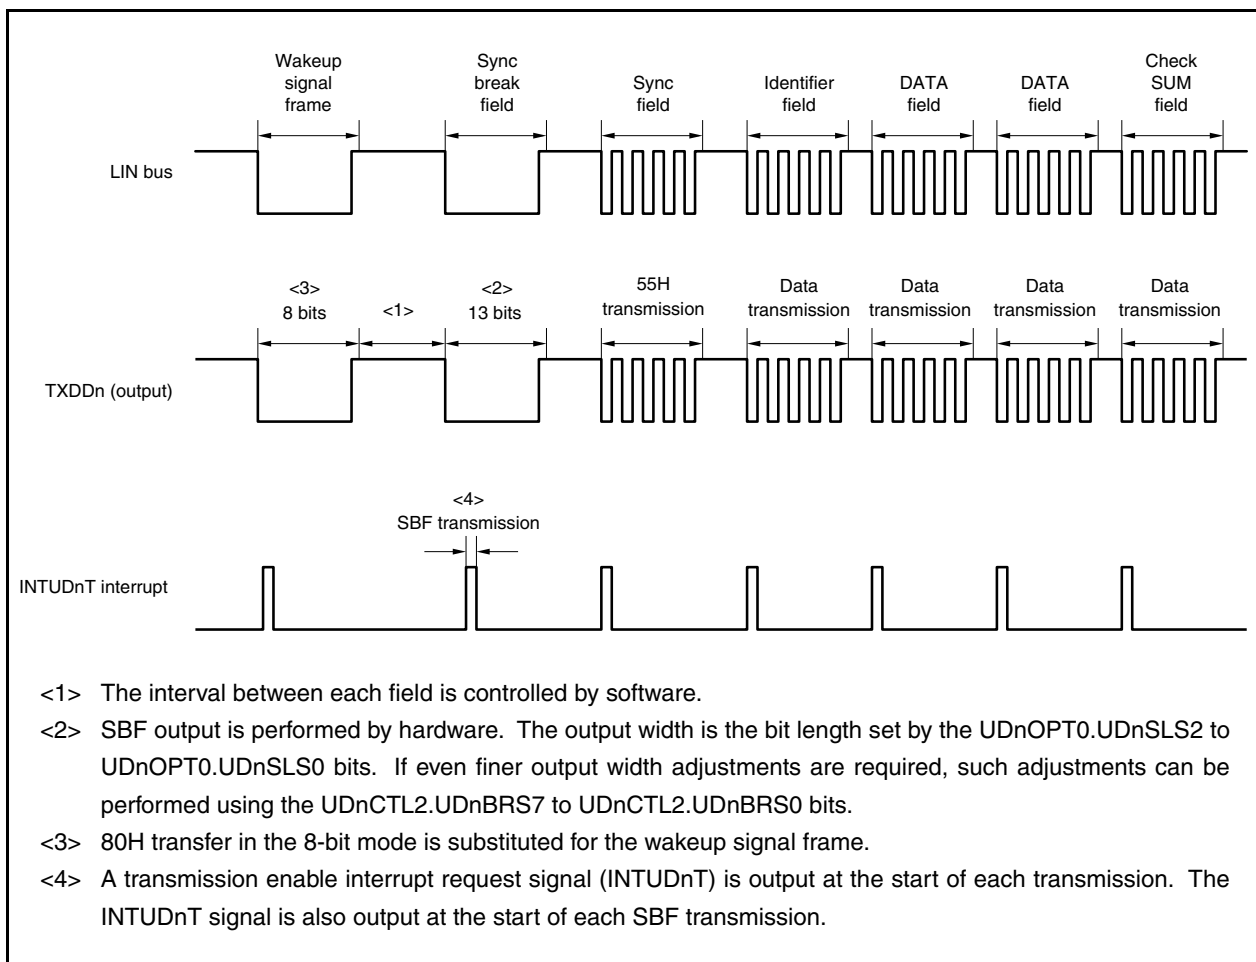 Wakeup
signal
frame
Sync
break
field
Sync
field
Identifier
field
DATA
field
DATA
field
Check
SUM
field
LIN bus
<3>
8 bits
<1>
<2>
13 bits
55H
transmission
Data
transmission
Data
transmission
Data
transmission
Data
transmission
TXDDn (output)
<4>
SBF transmission
INTUDnT interrupt
<1> The interval between each field is controlled by software.
<2> SBF output is performed by hardware. The output width is the bit length set by the UDnOPT0.UDnSLS2 to
UDnOPT0.UDnSLS0 bits. If even finer output width adjustments are required, such adjustments can be
performed using the UDnCTL2.UDnBRS7 to UDnCTL2.UDnBRS0 bits.
<3> 80H transfer in the 8-bit mode is substituted for the wakeup signal frame.
<4> A transmission enable interrupt request signal (INTUDnT) is output at the start of each transmission. The
INTUDnT signal is also output at the start of each SBF transmission.